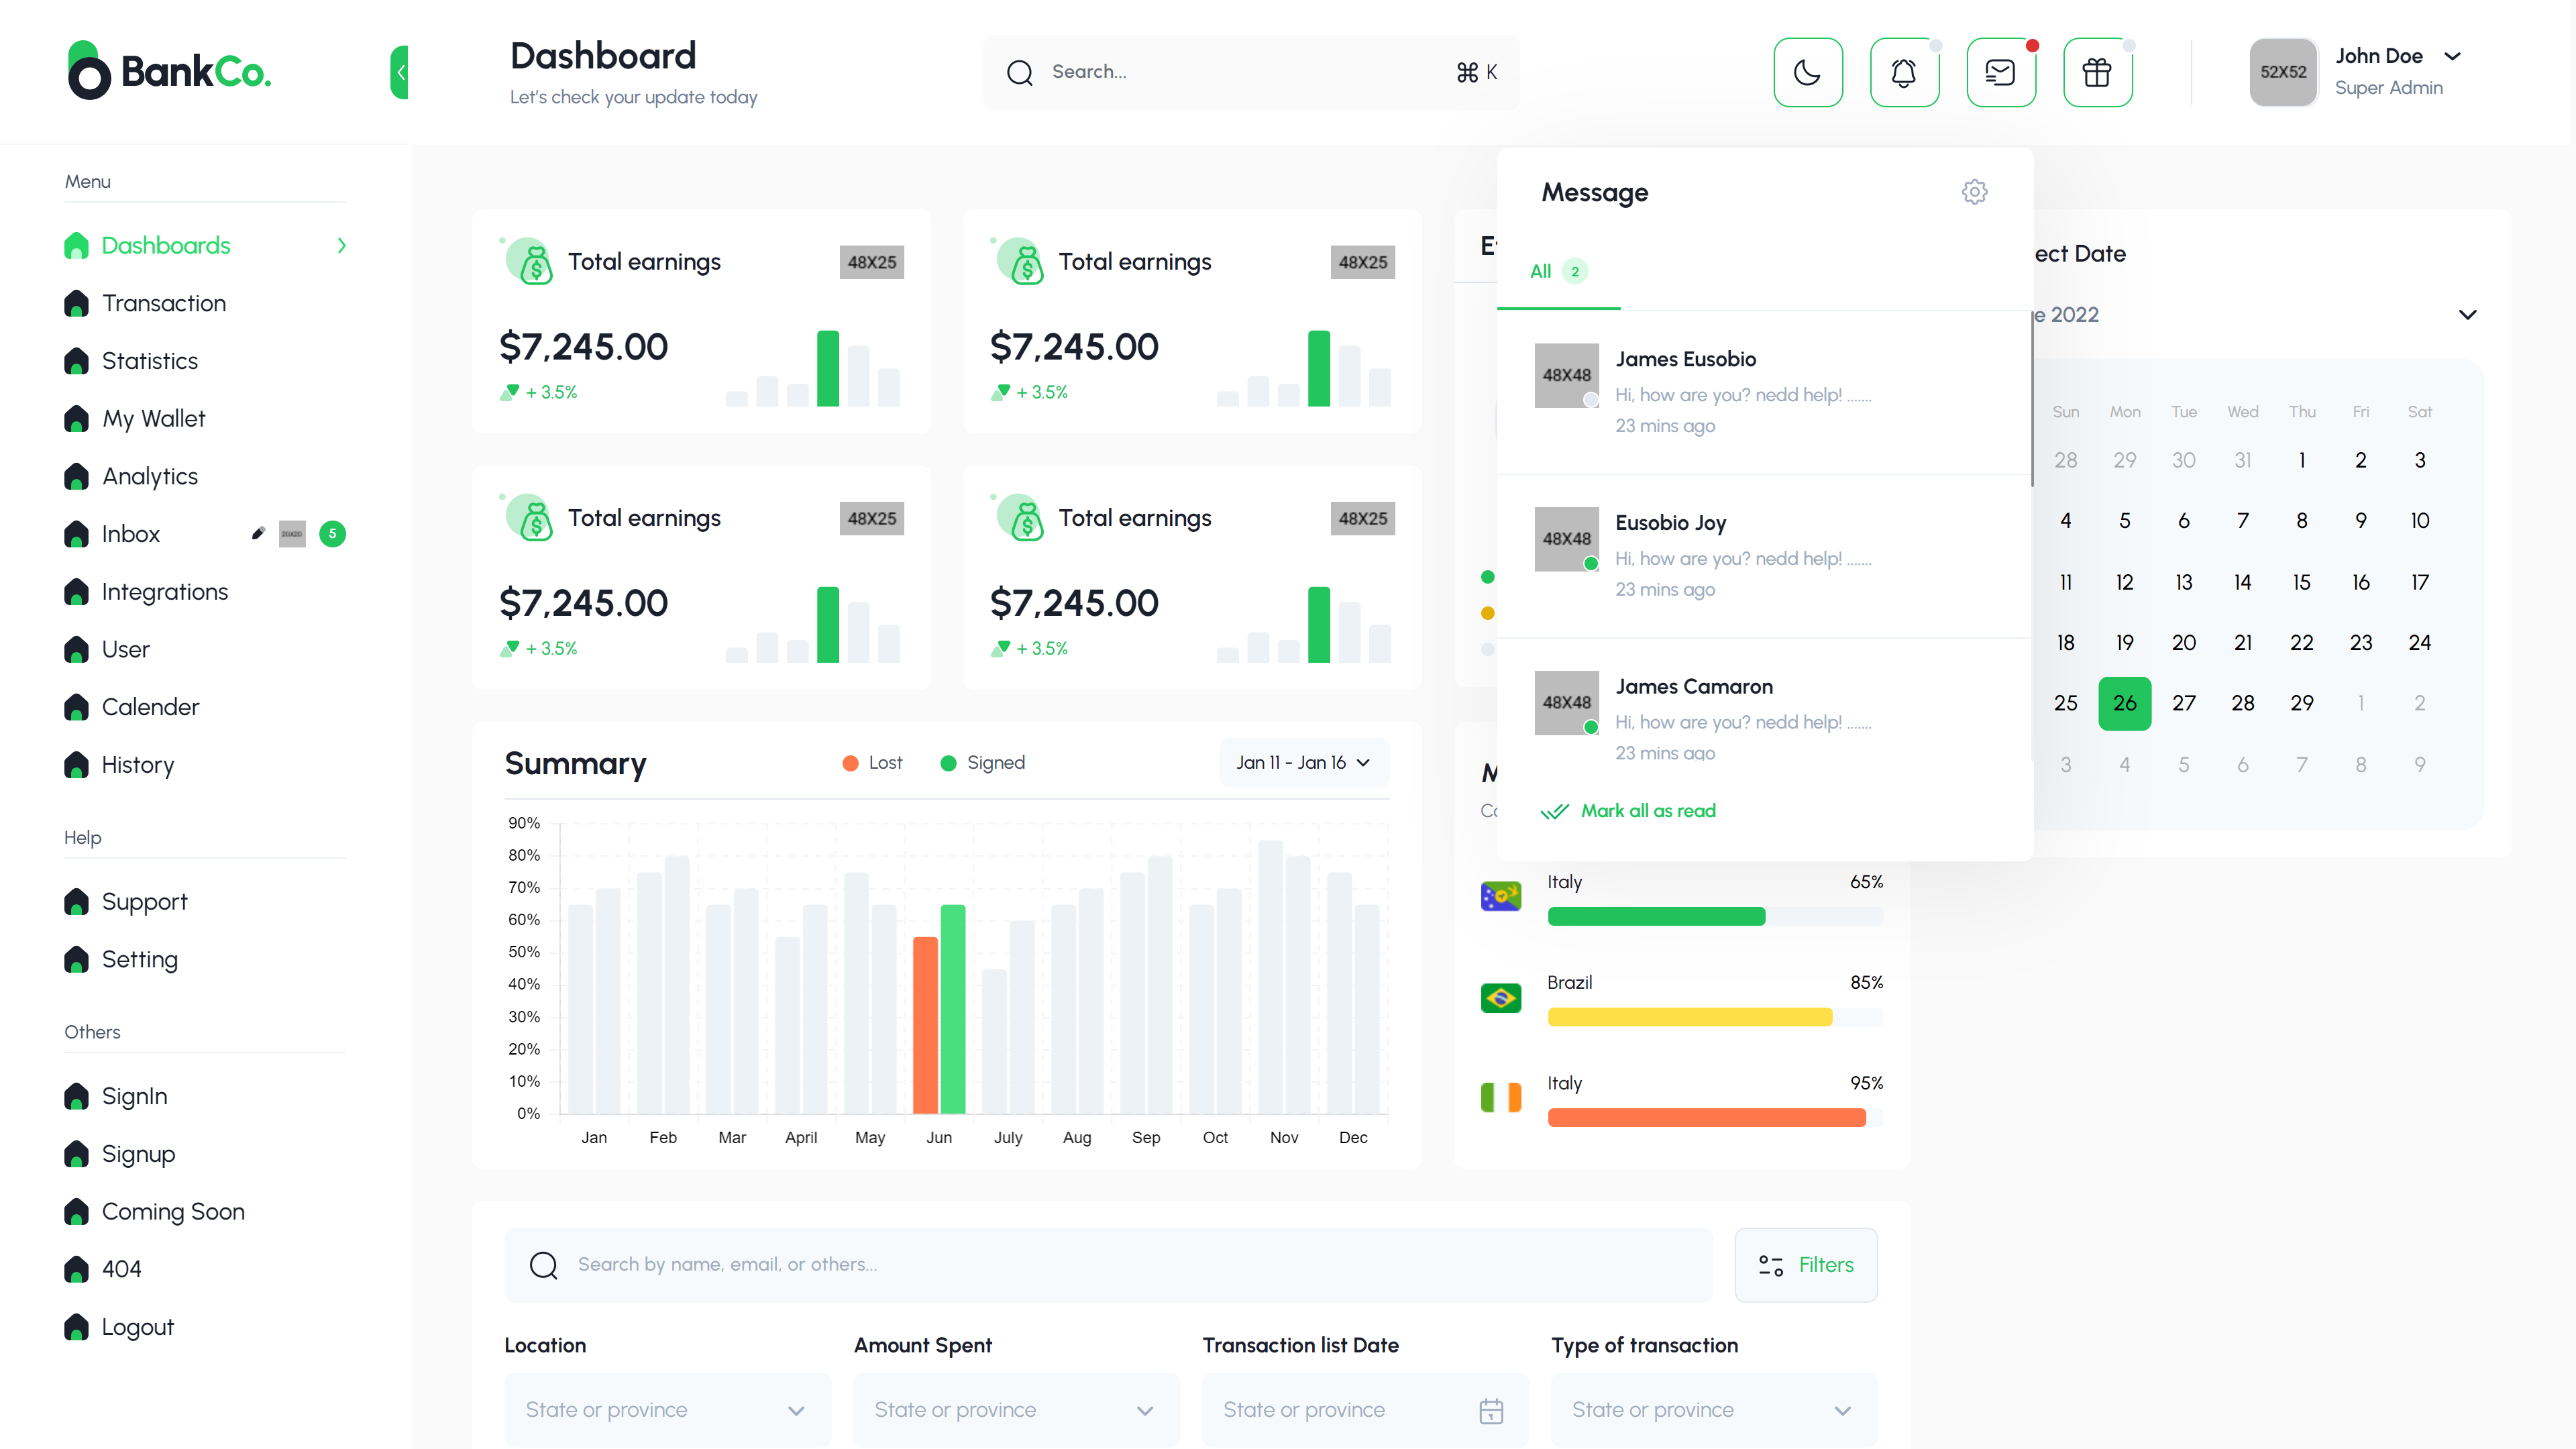 BankCo.
Dashboard
Let's check your update today
Search...
⌘ K
52X52
John Doe
Super Admin
Menu
Dashboards
Transaction
Statistics
My Wallet
Analytics
Inbox
5
Integrations
User
Calender
History
Help
Support
Setting
Others
SignIn
Signup
Coming Soon
404
Logout
Total earnings
48X25
$7,245.00
+ 3.5%
Total earnings
48X25
$7,245.00
+ 3.5%
Total earnings
48X25
$7,245.00
+ 3.5%
Total earnings
48X25
$7,245.00
+ 3.5%
Message
All 2
48X48
James Eusobio
Hi, how are you? nedd help! .......
23 mins ago
48X48
Eusobio Joy
Hi, how are you? nedd help! .......
23 mins ago
48X48
James Camaron
Hi, how are you? nedd help! .......
23 mins ago
Mark all as read
ect Date
e 2022
Sun Mon Tue Wed Thu Fri Sat
28 29 30 31 1 2 3
4 5 6 7 8 9 10
11 12 13 14 15 16 17
18 19 20 21 22 23 24
25 26 27 28 29 1 2
3 4 5 6 7 8 9
Summary
Lost
Signed
Jan 11 - Jan 16
90%
80%
70%
60%
50%
40%
30%
20%
10%
0%
Jan Feb Mar April May Jun July Aug Sep Oct Nov Dec
Italy 65%
Brazil 85%
Italy 95%
Search by name, email, or others...
Filters
Location
State or province
Amount Spent
State or province
Transaction list Date
State or province
Type of transaction
State or province